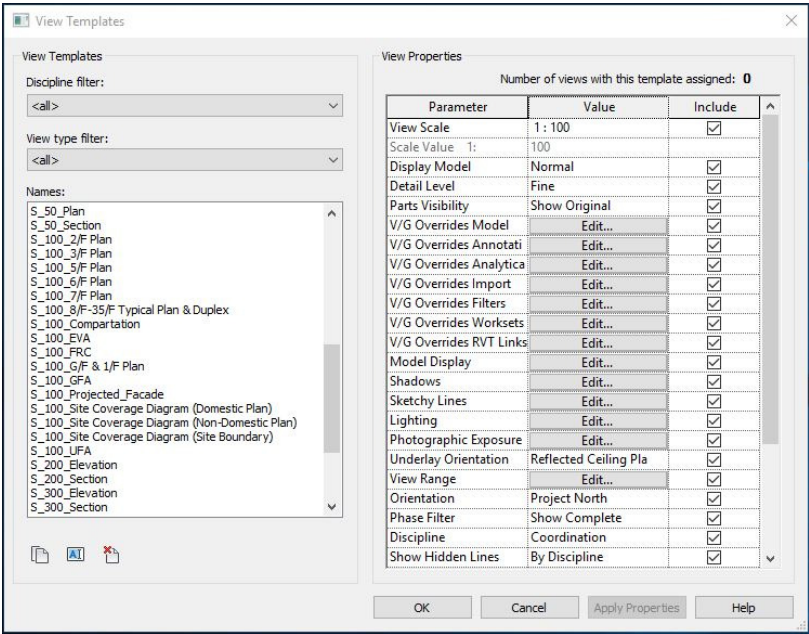 View Templates
View Templates
Discipline filter:
<all>
View type filter:
<all>
Names:
S_50_Plan
S_50_Section
S_100_2/F Plan
S_100_3/F Plan
S_100_5/F Plan
S_100_6/F Plan
S_100_7/F Plan
S_100_8/F-35/F Typical Plan & Duplex
S_100_Compartation
S_100_EVA
S_100_FRC
S_100_G/F & 1/F Plan
S_100_GFA
S_100_Projected_Facade
S_100_Site Coverage Diagram (Domestic Plan)
S_100_Site Coverage Diagram (Non-Domestic Plan)
S_100_Site Coverage Diagram (Site Boundary)
S_100_UFA
S_200_Elevation
S_200_Section
S_300_Elevation
S_300_Section
View Properties
Number of views with this template assigned: 0
Parameter Value Include
View Scale 1 : 100
Scale Value 1: 100
Display Model Normal
Detail Level Fine
Parts Visibility Show Original
V/G Overrides Model Edit...
V/G Overrides Annotati Edit...
V/G Overrides Analytica Edit...
V/G Overrides Import Edit...
V/G Overrides Filters Edit...
V/G Overrides Worksets Edit...
V/G Overrides RVT Links Edit...
Model Display Edit...
Shadows Edit...
Sketchy Lines Edit...
Lighting Edit...
Photographic Exposure Edit...
Underlay Orientation Reflected Ceiling Pla
View Range Edit...
Orientation Project North
Phase Filter Show Complete
Discipline Coordination
Show Hidden Lines By Discipline
OK Cancel Apply Properties Help